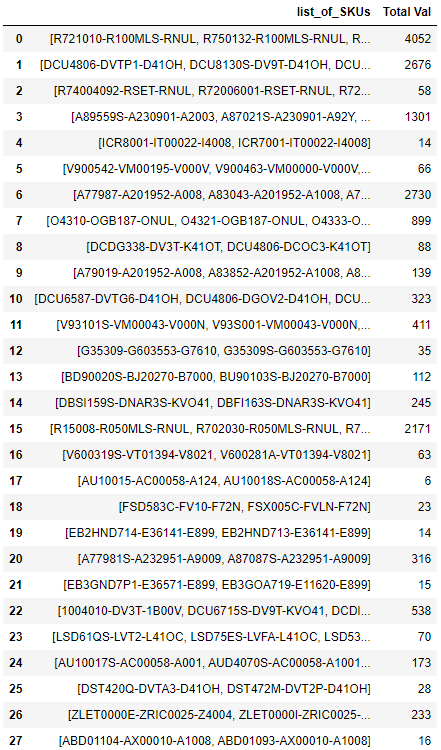 list_of_SKUs Total Val
0 [R721010-R100MLS-RNUL, R750132-R100MLS-RNUL, R... 4052
1 [DCU4806-DVTP1-D41OH, DCU8130S-DV9T-D41OH, DCU... 2676
2 [R74004092-RSET-RNUL, R72006001-RSET-RNUL, R72... 58
3 [A89559S-A230901-A2003, A87021S-A230901-A92Y, ... 1301
4 [ICR8001-IT00022-I4008, ICR7001-IT00022-I4008] 14
5 [V900542-VM00195-V000V, V900463-VM00000-V000V,... 66
6 [A77987-A201952-A008, A83043-A201952-A1008, A7... 2730
7 [O4310-OGB187-ONUL, O4321-OGB187-ONUL, O4333-O... 899
8 [DCDG338-DV3T-K41OT, DCU4806-DCOC3-K41OT] 88
9 [A79019-A201952-A008, A83852-A201952-A1008, A8... 139
10 [DCU6587-DVTG6-D41OH, DCU4806-DGOV2-D41OH, DCU... 323
11 [V93101S-VM00043-V000N, V93S001-VM00043-V000N,... 411
12 [G35309-G603553-G7610, G35309S-G603553-G7610] 35
13 [BD90020S-BJ20270-B7000, BU90103S-BJ20270-B7000] 112
14 [DBSI159S-DNAR3S-KVO41, DBFI163S-DNAR3S-KVO41] 245
15 [R15008-R050MLS-RNUL, R702030-R050MLS-RNUL, R7... 2171
16 [V600319S-VT01394-V8021, V600281A-VT01394-V8021] 63
17 [AU10015-AC00058-A124, AU10018S-AC00058-A124] 6
18 [FSD583C-FV10-F72N, FSX005C-FVLN-F72N] 23
19 [EB2HND714-E36141-E899, EB2HND713-E36141-E899] 14
20 [A77981S-A232951-A9009, A87087S-A232951-A9009] 316
21 [EB3GND7P1-E36571-E899, EB3GOA719-E11620-E899] 15
22 [1004010-DV3T-1B00V, DCU6715S-DV9T-KVO41, DCDI... 538
23 [LSD61QS-LVT2-L41OC, LSD75ES-LVFA-L41OC, LSD53... 70
24 [AU10017S-AC00058-A001, AUD4070S-AC00058-A1001... 173
25 [DST420Q-DVTA3-D41OH, DST472M-DVT2P-D41OH] 28
26 [ZLET0000E-ZRIC0025-Z4004, ZLET0000I-ZRIC0025-... 233
27 [ABD01104-AX00010-A1008, ABD01093-AX00010-A1008] 16